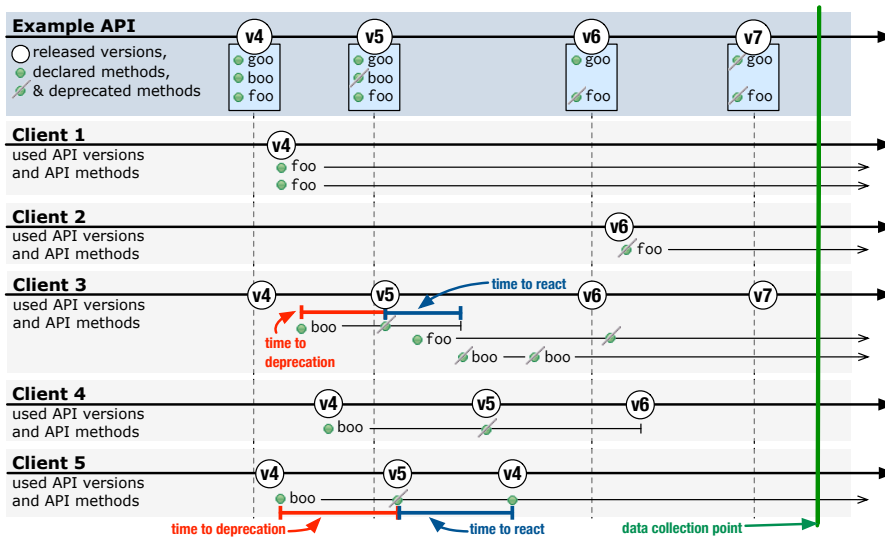 Example API
released versions,
declared methods,
& deprecated methods
v4
goo
boo
foo
v5
goo
boo
foo
v6
goo
foo
v7
goo
foo
Client 1
used API versions
and API methods
v4
foo
foo
Client 2
used API versions
and API methods
v6
foo
Client 3
used API versions
and API methods
v4
v5
time to react
v6
v7
time to
deprecation
boo
foo
boo
boo
Client 4
used API versions
and API methods
v4
v5
v6
boo
Client 5
used API versions
and API methods
v4
v5
v4
boo
time to deprecation
time to react
data collection point